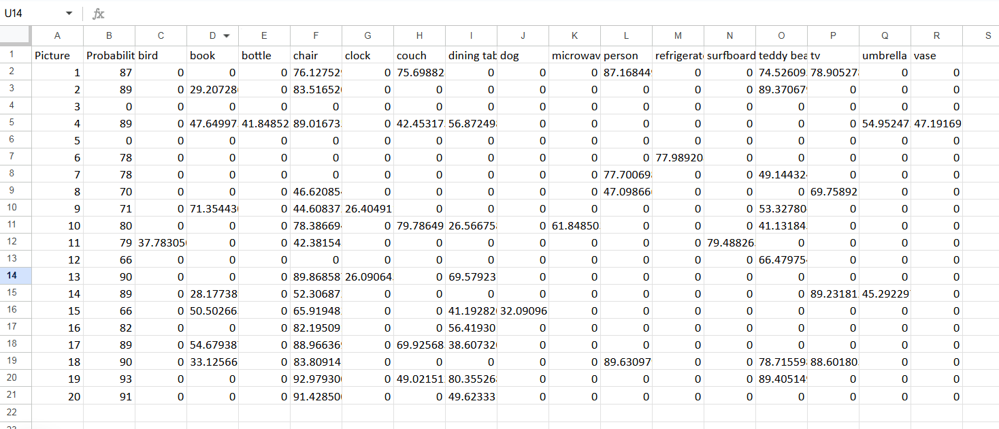 U14 fx
A B C D E F G H I J K L M N O P Q R S
1 Picture Probabilit bird book bottle chair clock couch dining tab dog microwav person refrigerat surfboard teddy bea tv umbrella vase
2 1 87 0 0 0 76.127529 0 75.69882 0 0 0 87.168449 0 0 74.52609 78.905278 0 0
3 2 89 0 29.20728 0 83.516520 0 0 0 0 0 0 0 0 89.370679 0 0 0
4 3 0 0 0 0 0 0 0 0 0 0 0 0 0 0 0 0 0
5 4 89 0 47.64997 41.84852 89.01673 0 42.45317 56.872498 0 0 0 0 0 0 0 54.95247 47.19169
6 5 0 0 0 0 0 0 0 0 0 0 0 0 0 0 0 0 0
7 6 78 0 0 0 0 0 0 0 0 0 0 77.98920 0 0 0 0 0
8 7 78 0 0 0 0 0 0 0 0 0 77.70069 0 0 49.14432 0 0 0
9 8 70 0 0 0 46.62085 0 0 0 0 0 47.09866 0 0 0 69.75892 0 0
10 9 71 0 71.35443 0 44.60837 26.40491 0 0 0 0 0 0 0 53.32780 0 0 0
11 10 80 0 0 0 78.386694 0 79.78649 26.566758 0 61.84850 0 0 0 41.13184 0 0 0
12 11 79 37.783050 0 0 42.38154 0 0 0 0 0 0 0 79.48826 0 0 0 0
13 12 66 0 0 0 0 0 0 0 0 0 0 0 0 66.47975 0 0 0
14 13 90 0 0 0 89.86858 26.09064 0 69.57923 0 0 0 0 0 0 0 0 0
15 14 89 0 28.17738 0 52.30687 0 0 0 0 0 0 0 0 0 89.23181 45.29229 0
16 15 66 0 50.50266 0 65.91948 0 0 41.192820 32.09096 0 0 0 0 0 0 0 0
17 16 82 0 0 0 82.19509 0 0 56.41930 0 0 0 0 0 0 0 0 0
18 17 89 0 54.67938 0 88.966369 0 69.92568 38.607320 0 0 0 0 0 0 0 0 0
19 18 90 0 33.12566 0 83.80914 0 0 0 0 0 89.63097 0 0 78.71559 88.60180 0 0
20 19 93 0 0 0 92.979300 0 49.02151 80.355268 0 0 0 0 0 89.405149 0 0 0
21 20 91 0 0 0 91.428500 0 0 49.62333 0 0 0 0 0 0 0 0 0
22